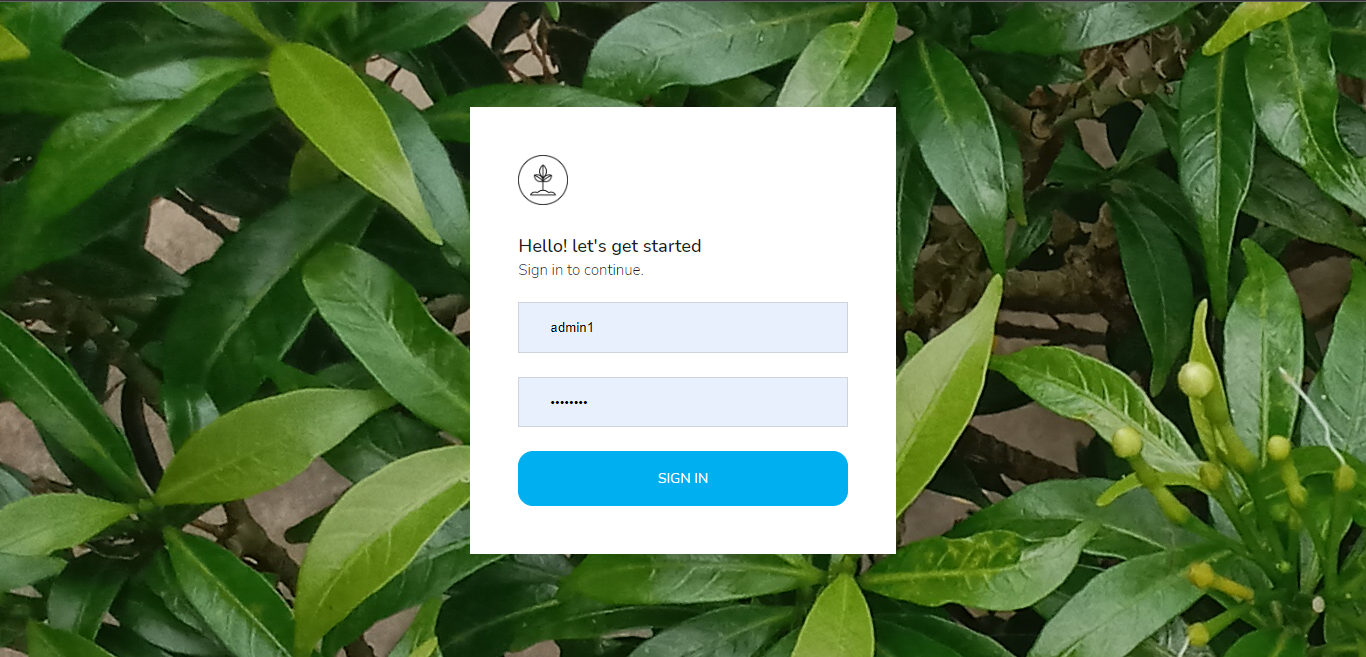 Hello! let's get started
Sign in to continue.
admin1
••••••••
SIGN IN